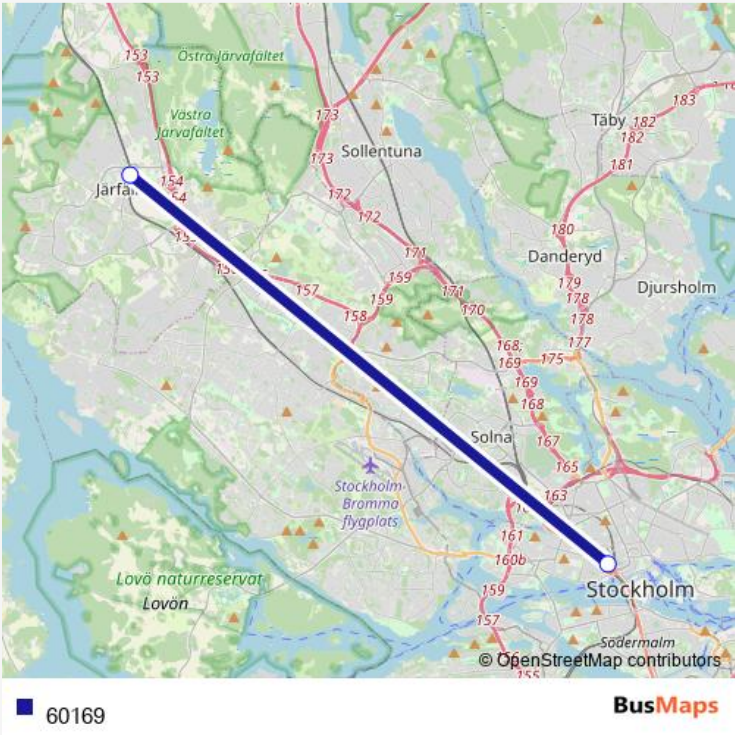 153
153
Östra Järvafältet
183
Västra
Järvafältet
173
Täby
182
182
Sollentuna
173
181
154
172
172
180
171
Danderyd
159
179
157
159
171
178
Djursholm
158
170
178
168;
177
169
175
169
168
Solna
167
165
Stockholm-
Bromma
flygplats
163
161
160b
Lovö naturreservat
Stockholm
159
Lovön
157
Södermalm
© OpenStreetMap contributors
155
60169
BusMaps